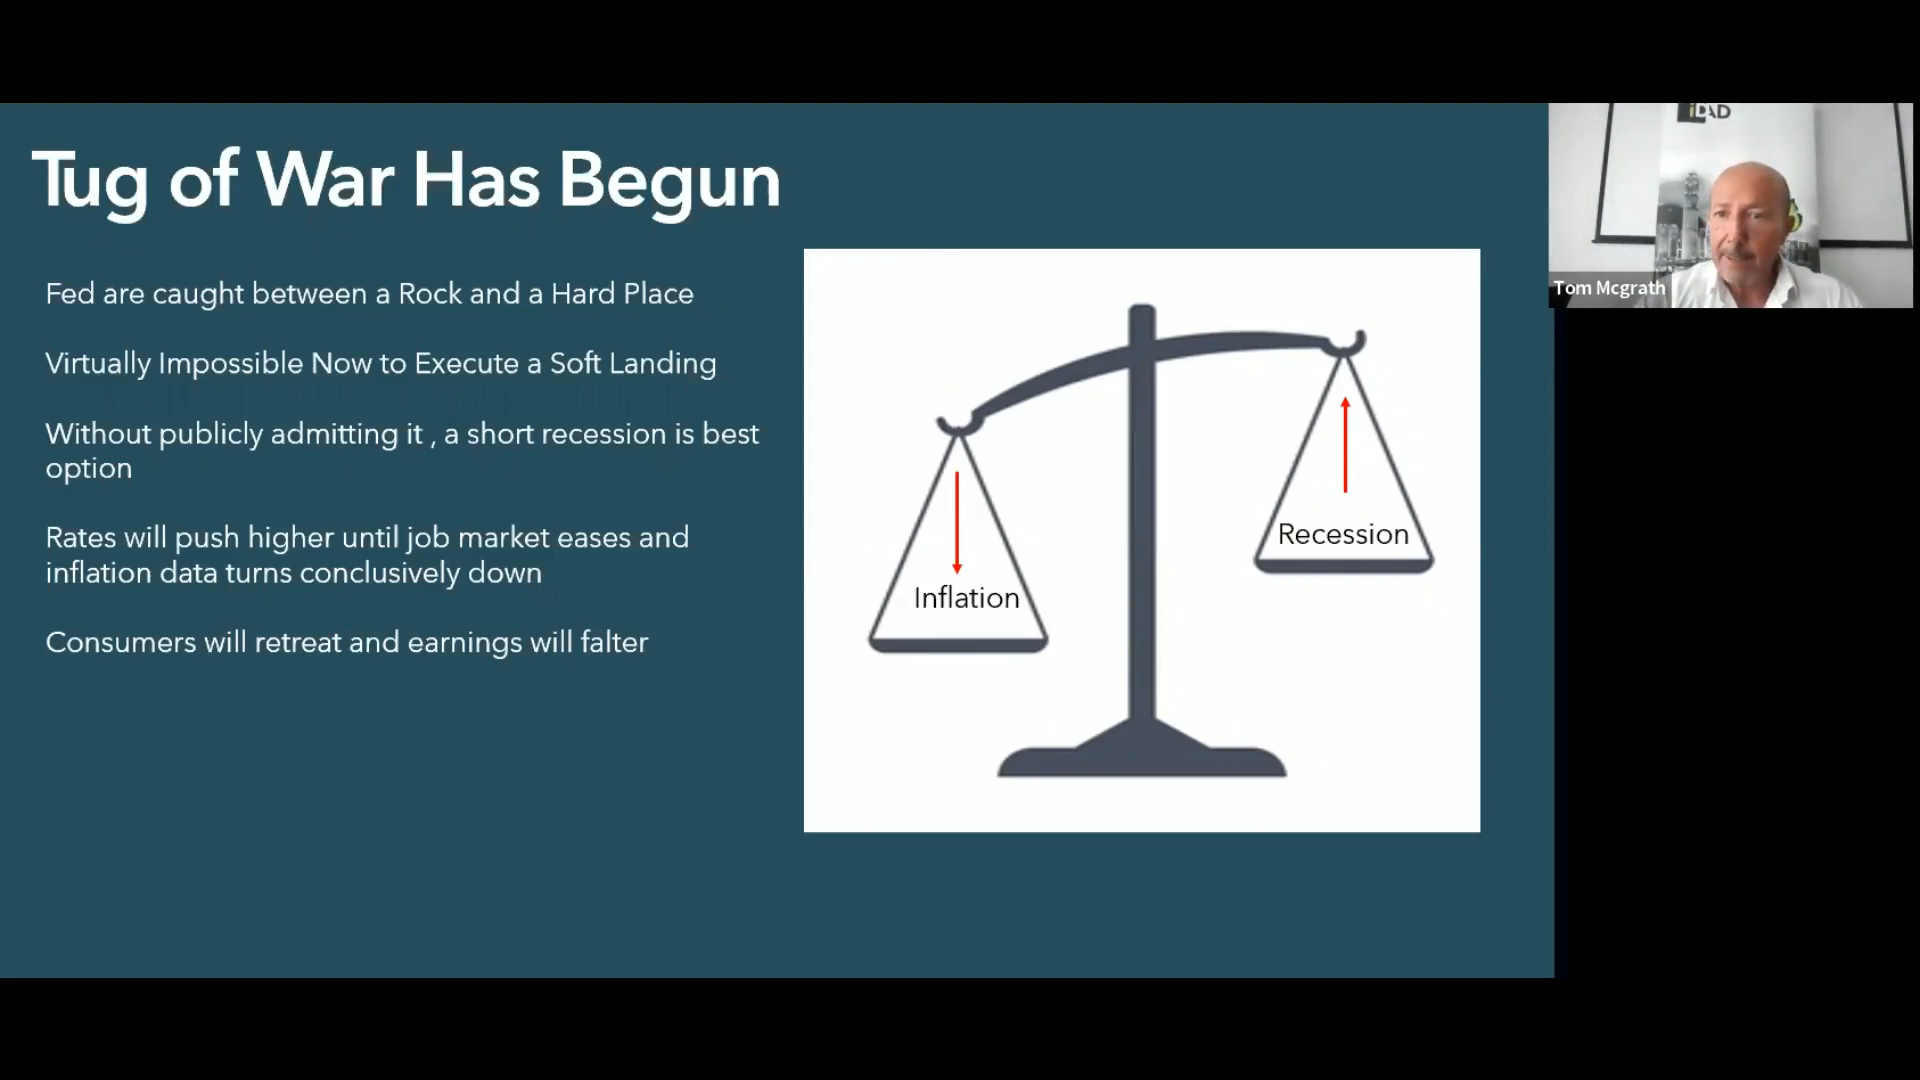 Tug of War Has Begun
Fed are caught between a Rock and a Hard Place
Virtually Impossible Now to Execute a Soft Landing
Without publicly admitting it , a short recession is best
option
Rates will push higher until job market eases and
inflation data turns conclusively down
Consumers will retreat and earnings will falter
Inflation
Recession
iDAD
Tom Mcgrath